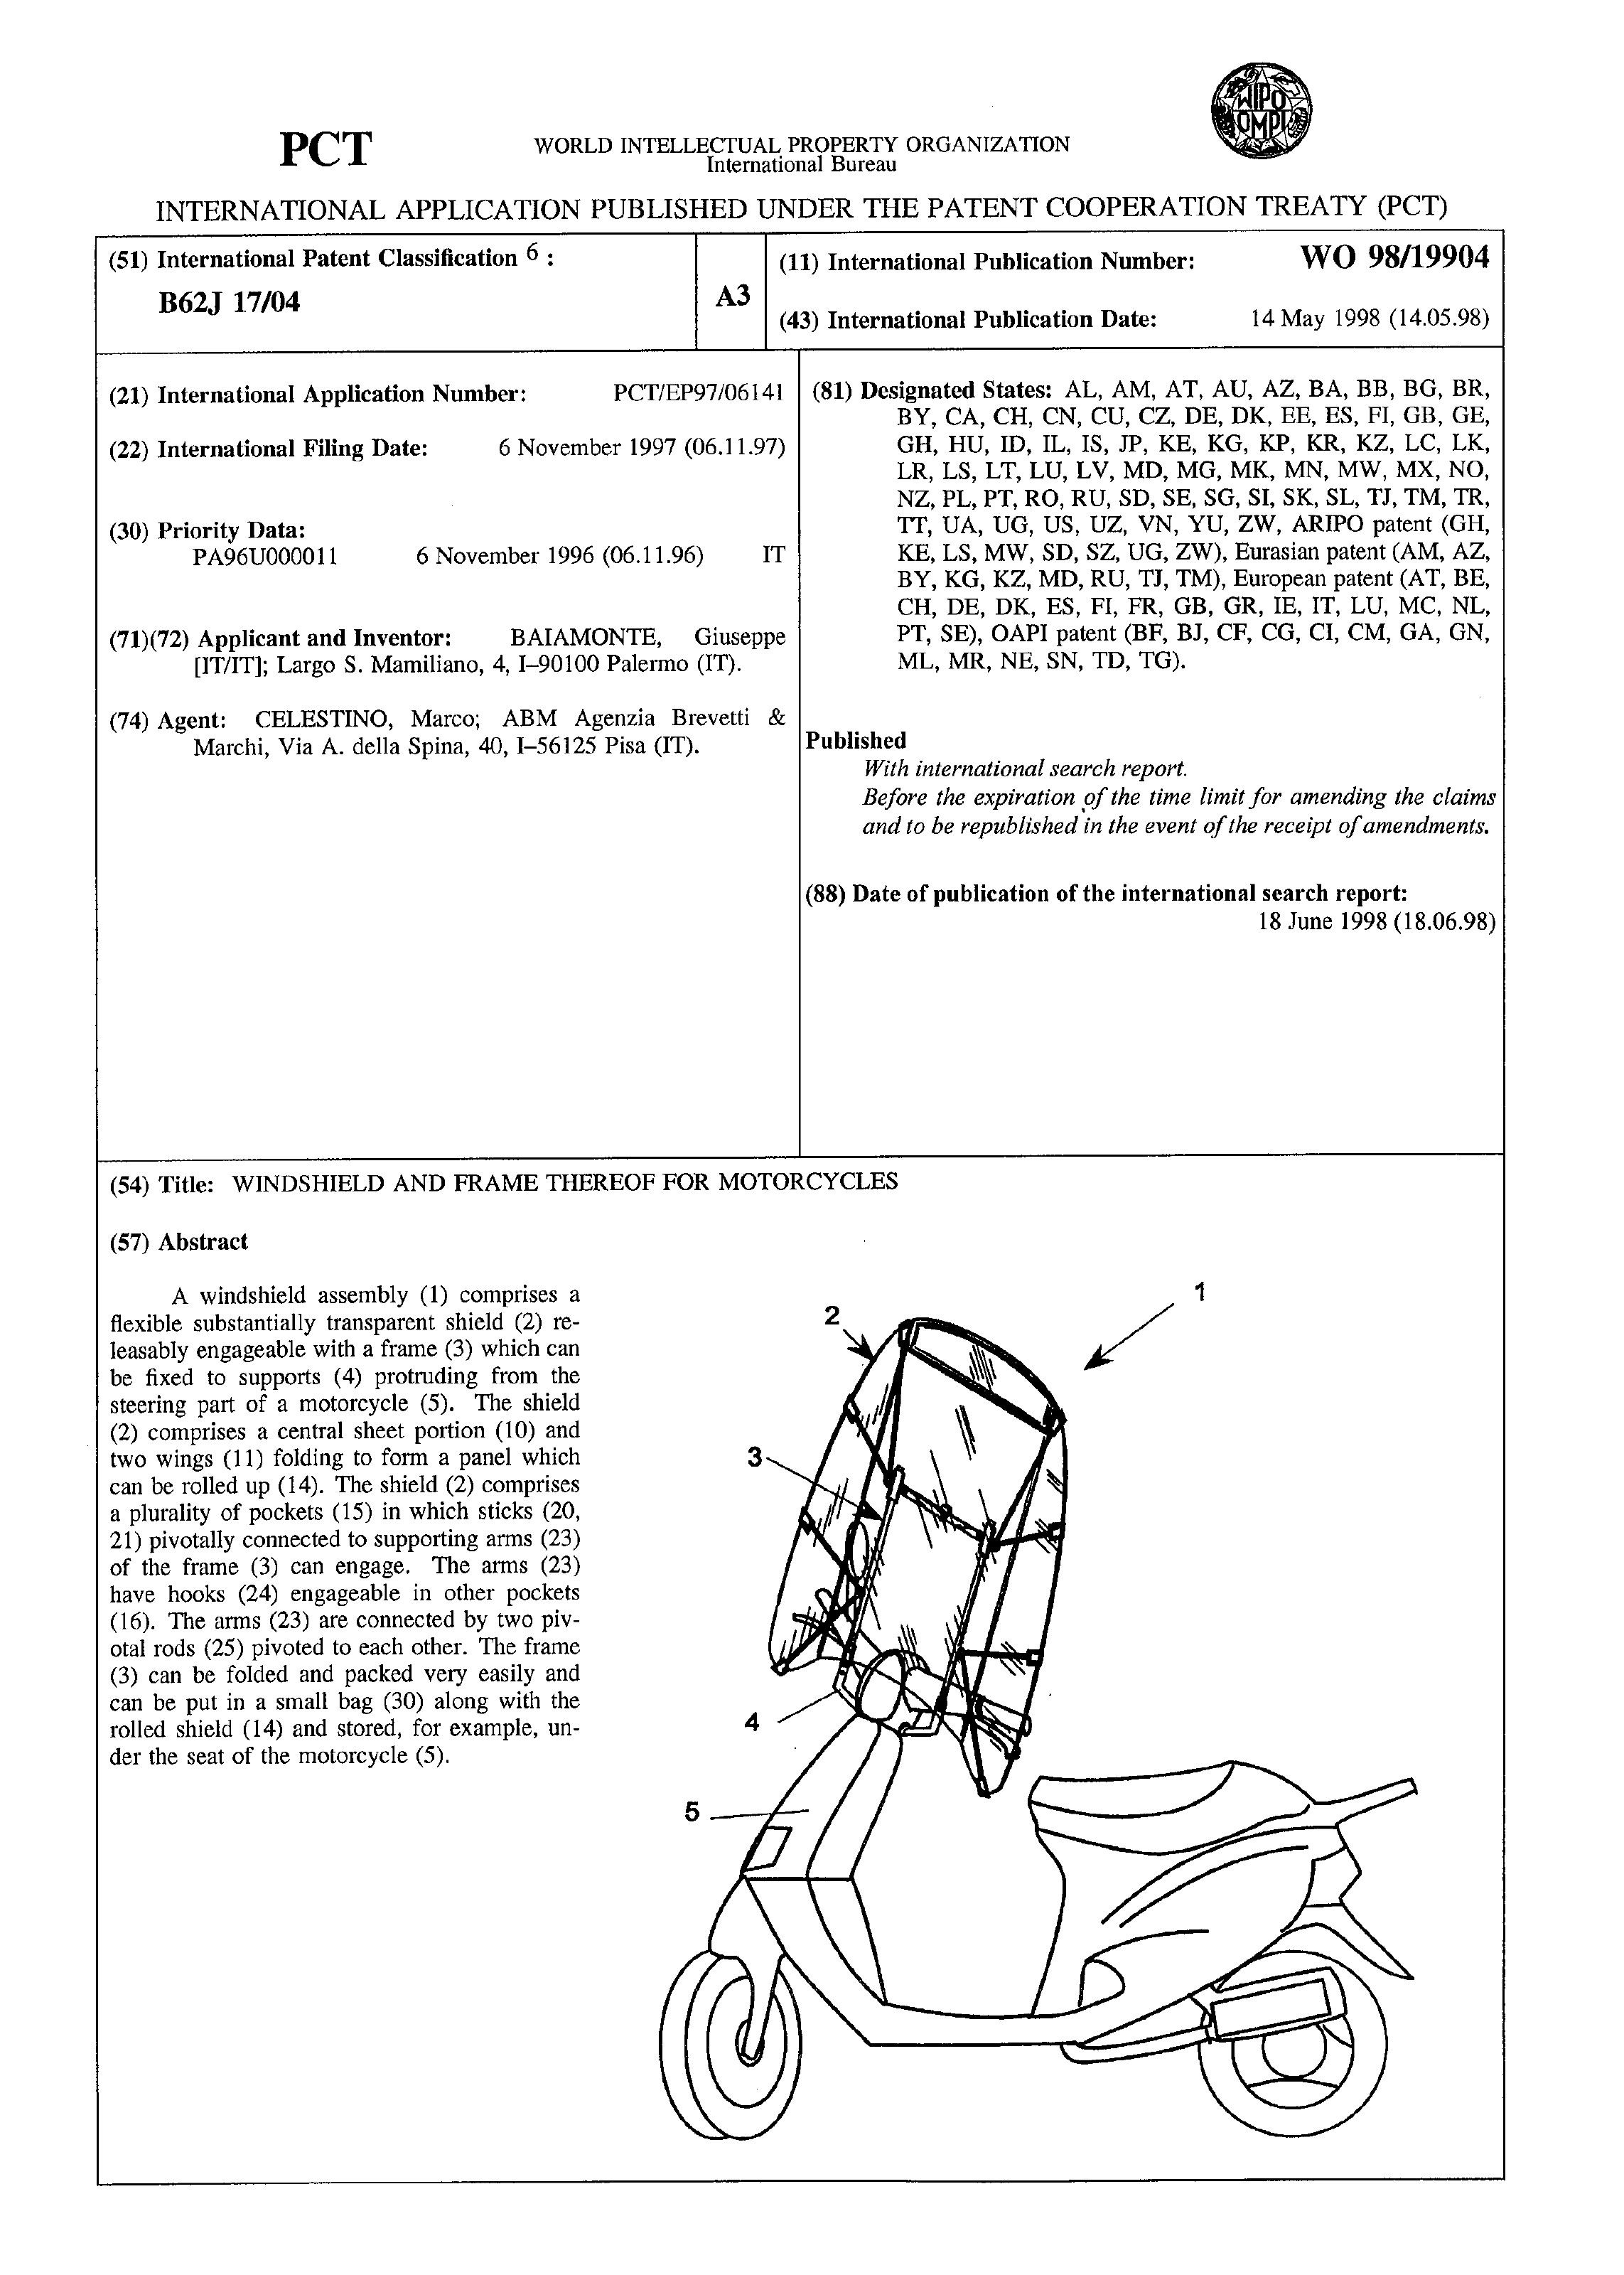 WIPO
OMPI
PCT
WORLD INTELLECTUAL PROPERTY ORGANIZATION
International Bureau
INTERNATIONAL APPLICATION PUBLISHED UNDER THE PATENT COOPERATION TREATY (PCT)
(51) International Patent Classification 6 :
B62J 17/04
A3
(11) International Publication Number: WO 98/19904
(43) International Publication Date: 14 May 1998 (14.05.98)
(21) International Application Number: PCT/EP97/06141
(22) International Filing Date: 6 November 1997 (06.11.97)
(30) Priority Data:
PA96U000011 6 November 1996 (06.11.96) IT
(71)(72) Applicant and Inventor: BAIAMONTE, Giuseppe
[IT/IT]; Largo S. Mamiliano, 4, I–90100 Palermo (IT).
(74) Agent: CELESTINO, Marco; ABM Agenzia Brevetti &
Marchi, Via A. della Spina, 40, I–56125 Pisa (IT).
(81) Designated States: AL, AM, AT, AU, AZ, BA, BB, BG, BR,
BY, CA, CH, CN, CU, CZ, DE, DK, EE, ES, FI, GB, GE,
GH, HU, ID, IL, IS, JP, KE, KG, KP, KR, KZ, LC, LK,
LR, LS, LT, LU, LV, MD, MG, MK, MN, MW, MX, NO,
NZ, PL, PT, RO, RU, SD, SE, SG, SI, SK, SL, TJ, TM, TR,
TT, UA, UG, US, UZ, VN, YU, ZW, ARIPO patent (GH,
KE, LS, MW, SD, SZ, UG, ZW), Eurasian patent (AM, AZ,
BY, KG, KZ, MD, RU, TJ, TM), European patent (AT, BE,
CH, DE, DK, ES, FI, FR, GB, GR, IE, IT, LU, MC, NL,
PT, SE), OAPI patent (BF, BJ, CF, CG, CI, CM, GA, GN,
ML, MR, NE, SN, TD, TG).
Published
With international search report.
Before the expiration of the time limit for amending the claims
and to be republished in the event of the receipt of amendments.
(88) Date of publication of the international search report:
18 June 1998 (18.06.98)
(54) Title: WINDSHIELD AND FRAME THEREOF FOR MOTORCYCLES
(57) Abstract
A windshield assembly (1) comprises a
flexible substantially transparent shield (2) re-
leasably engageable with a frame (3) which can
be fixed to supports (4) protruding from the
steering part of a motorcycle (5). The shield
(2) comprises a central sheet portion (10) and
two wings (11) folding to form a panel which
can be rolled up (14). The shield (2) comprises
a plurality of pockets (15) in which sticks (20,
21) pivotally connected to supporting arms (23)
of the frame (3) can engage. The arms (23)
have hooks (24) engageable in other pockets
(16). The arms (23) are connected by two piv-
otal rods (25) pivoted to each other. The frame
(3) can be folded and packed very easily and
can be put in a small bag (30) along with the
rolled shield (14) and stored, for example, un-
der the seat of the motorcycle (5).
1
2
3
4
5